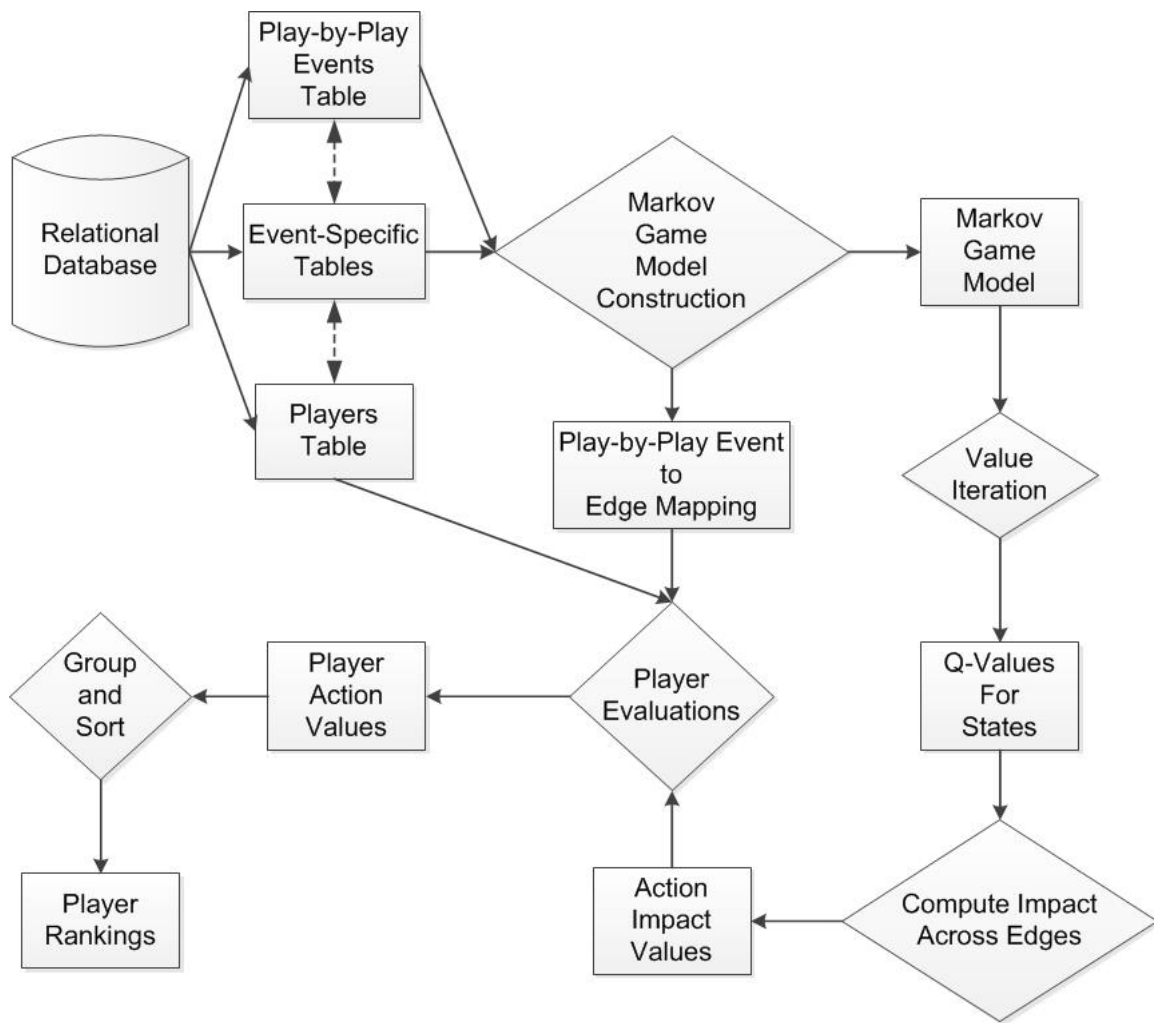 Play-by-Play
Events
Table
Relational
Database
Event-Specific
Tables
Markov
Game
Model
Construction
Markov
Game
Model
Players
Table
Play-by-Play Event
to
Edge Mapping
Value
Iteration
Group
and
Sort
Player
Action
Values
Player
Evaluations
Q-Values
For
States
Player
Rankings
Action
Impact
Values
Compute Impact
Across Edges